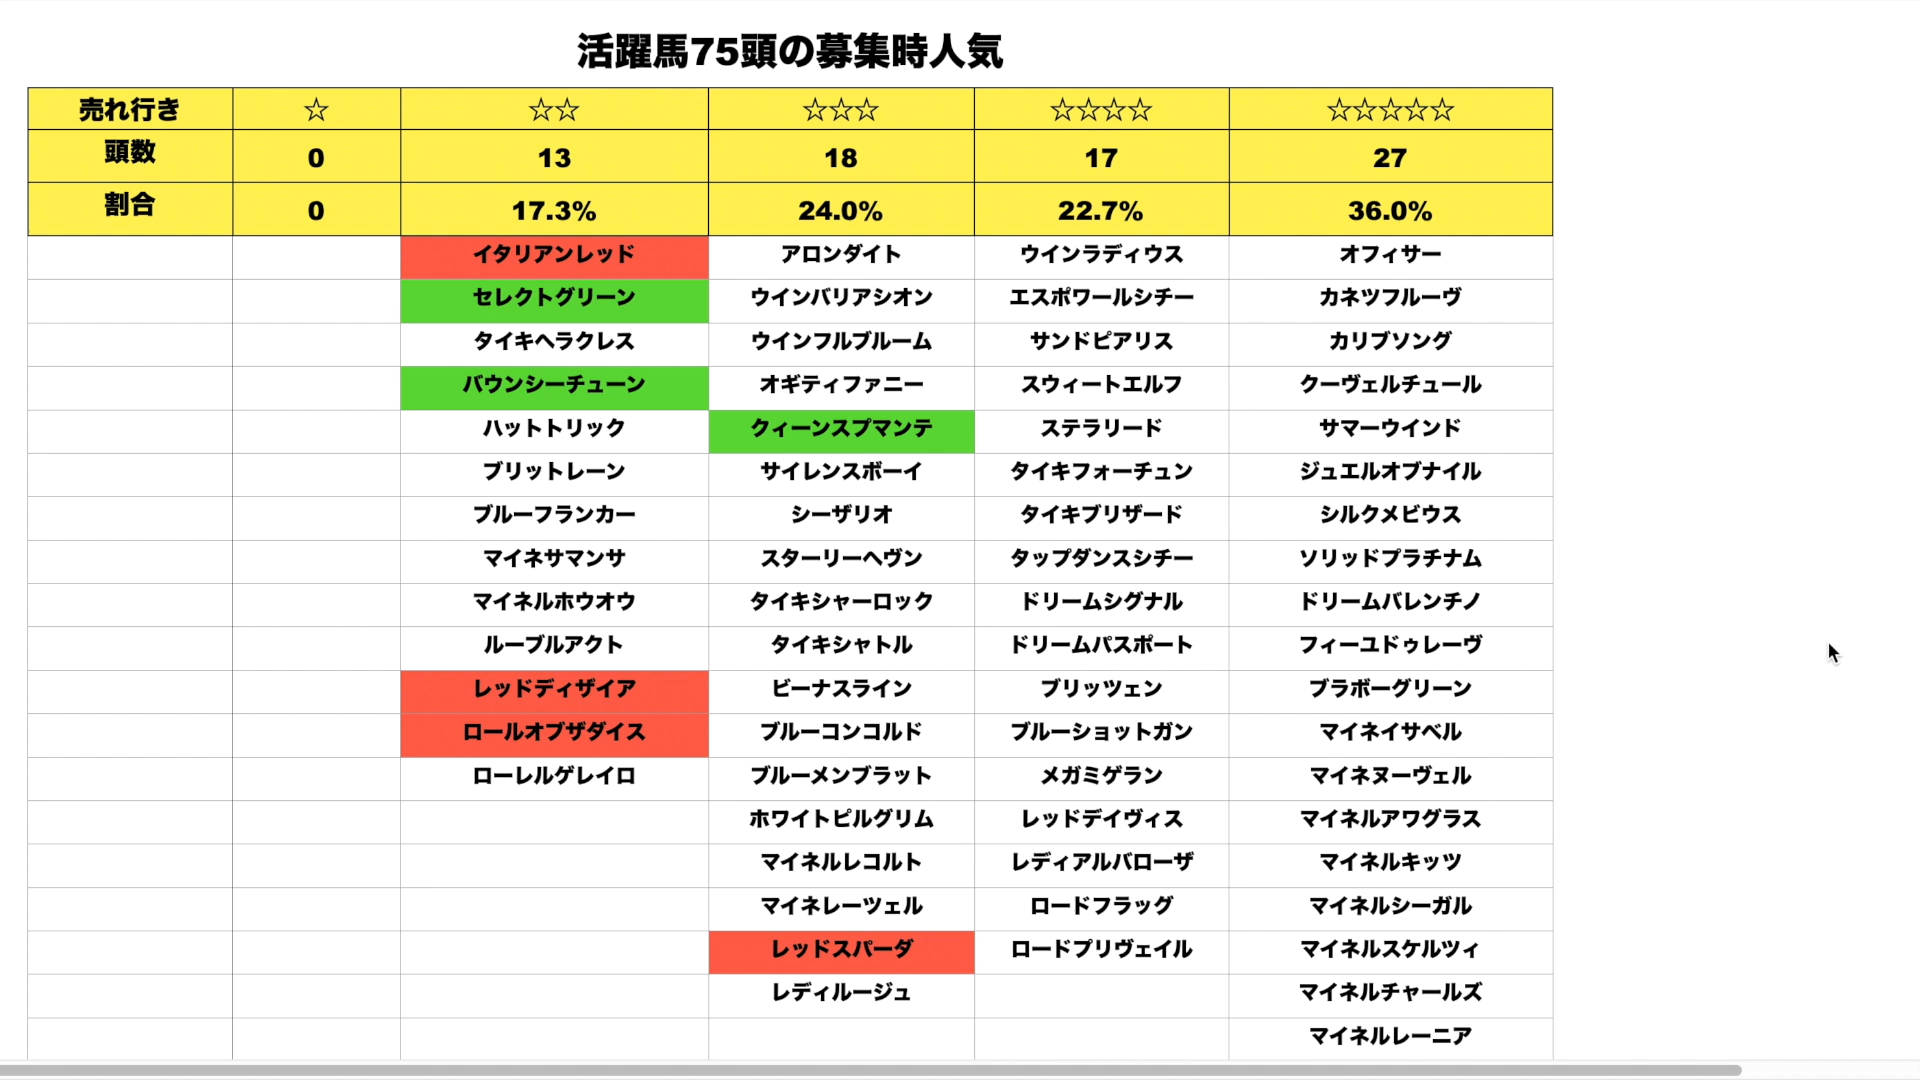 活躍馬75頭の募集時人気
売れ行き ☆ ☆☆ ☆☆☆ ☆☆☆☆ ☆☆☆☆☆
頭数 0 13 18 17 27
割合 0 17.3% 24.0% 22.7% 36.0%
イタリアンレッド アロンダイト ウインラディウス オフィサー
セレクトグリーン ウインバリアシオン エスポワールシチー カネツフルーヴ
タイキヘラクレス ウインフルブルーム サンドピアリス カリブソング
バウンシーチューン オギティファニー スウィートエルフ クーヴェルチュール
ハットトリック クィーンスプマンテ ステラリード サマーウインド
ブリットレーン サイレンスボーイ タイキフォーチュン ジュエルオブナイル
ブルーフランカー シーザリオ タイキブリザード シルクメビウス
マイネサマンサ スターリーヘヴン タップダンスシチー ソリッドプラチナム
マイネルホウオウ タイキシャーロック ドリームシグナル ドリームバレンチノ
ルーブルアクト タイキシャトル ドリームパスポート フィーユドゥレーヴ
レッドディザイア ビーナスライン ブリッツェン ブラボーグリーン
ロールオブザダイス ブルーコンコルド ブルーショットガン マイネイサベル
ローレルゲレイロ ブルーメンブラット メガミゲラン マイネヌーヴェル
ホワイトピルグリム レッドデイヴィス マイネルアワグラス
マイネルレコルト レディアルバローザ マイネルキッツ
マイネレーツェル ロードフラッグ マイネルシーガル
レッドスパーダ ロードプリヴェイル マイネルスケルツィ
レディルージュ マイネルチャールズ
マイネルレーニア